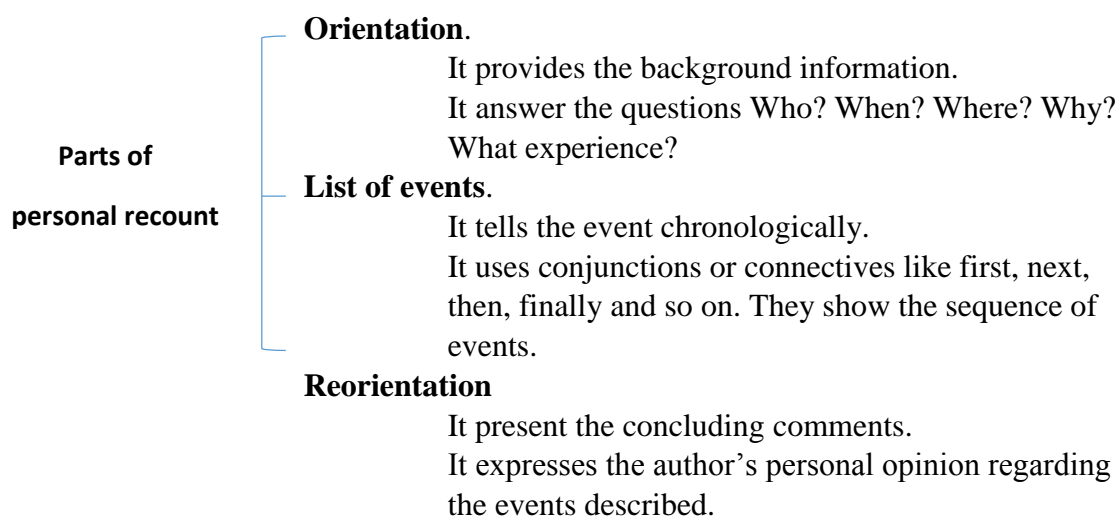 Parts of
personal recount
Orientation.
It provides the background information.
It answer the questions Who? When? Where? Why?
What experience?
List of events.
It tells the event chronologically.
It uses conjunctions or connectives like first, next,
then, finally and so on. They show the sequence of
events.
Reorientation
It present the concluding comments.
It expresses the author’s personal opinion regarding
the events described.